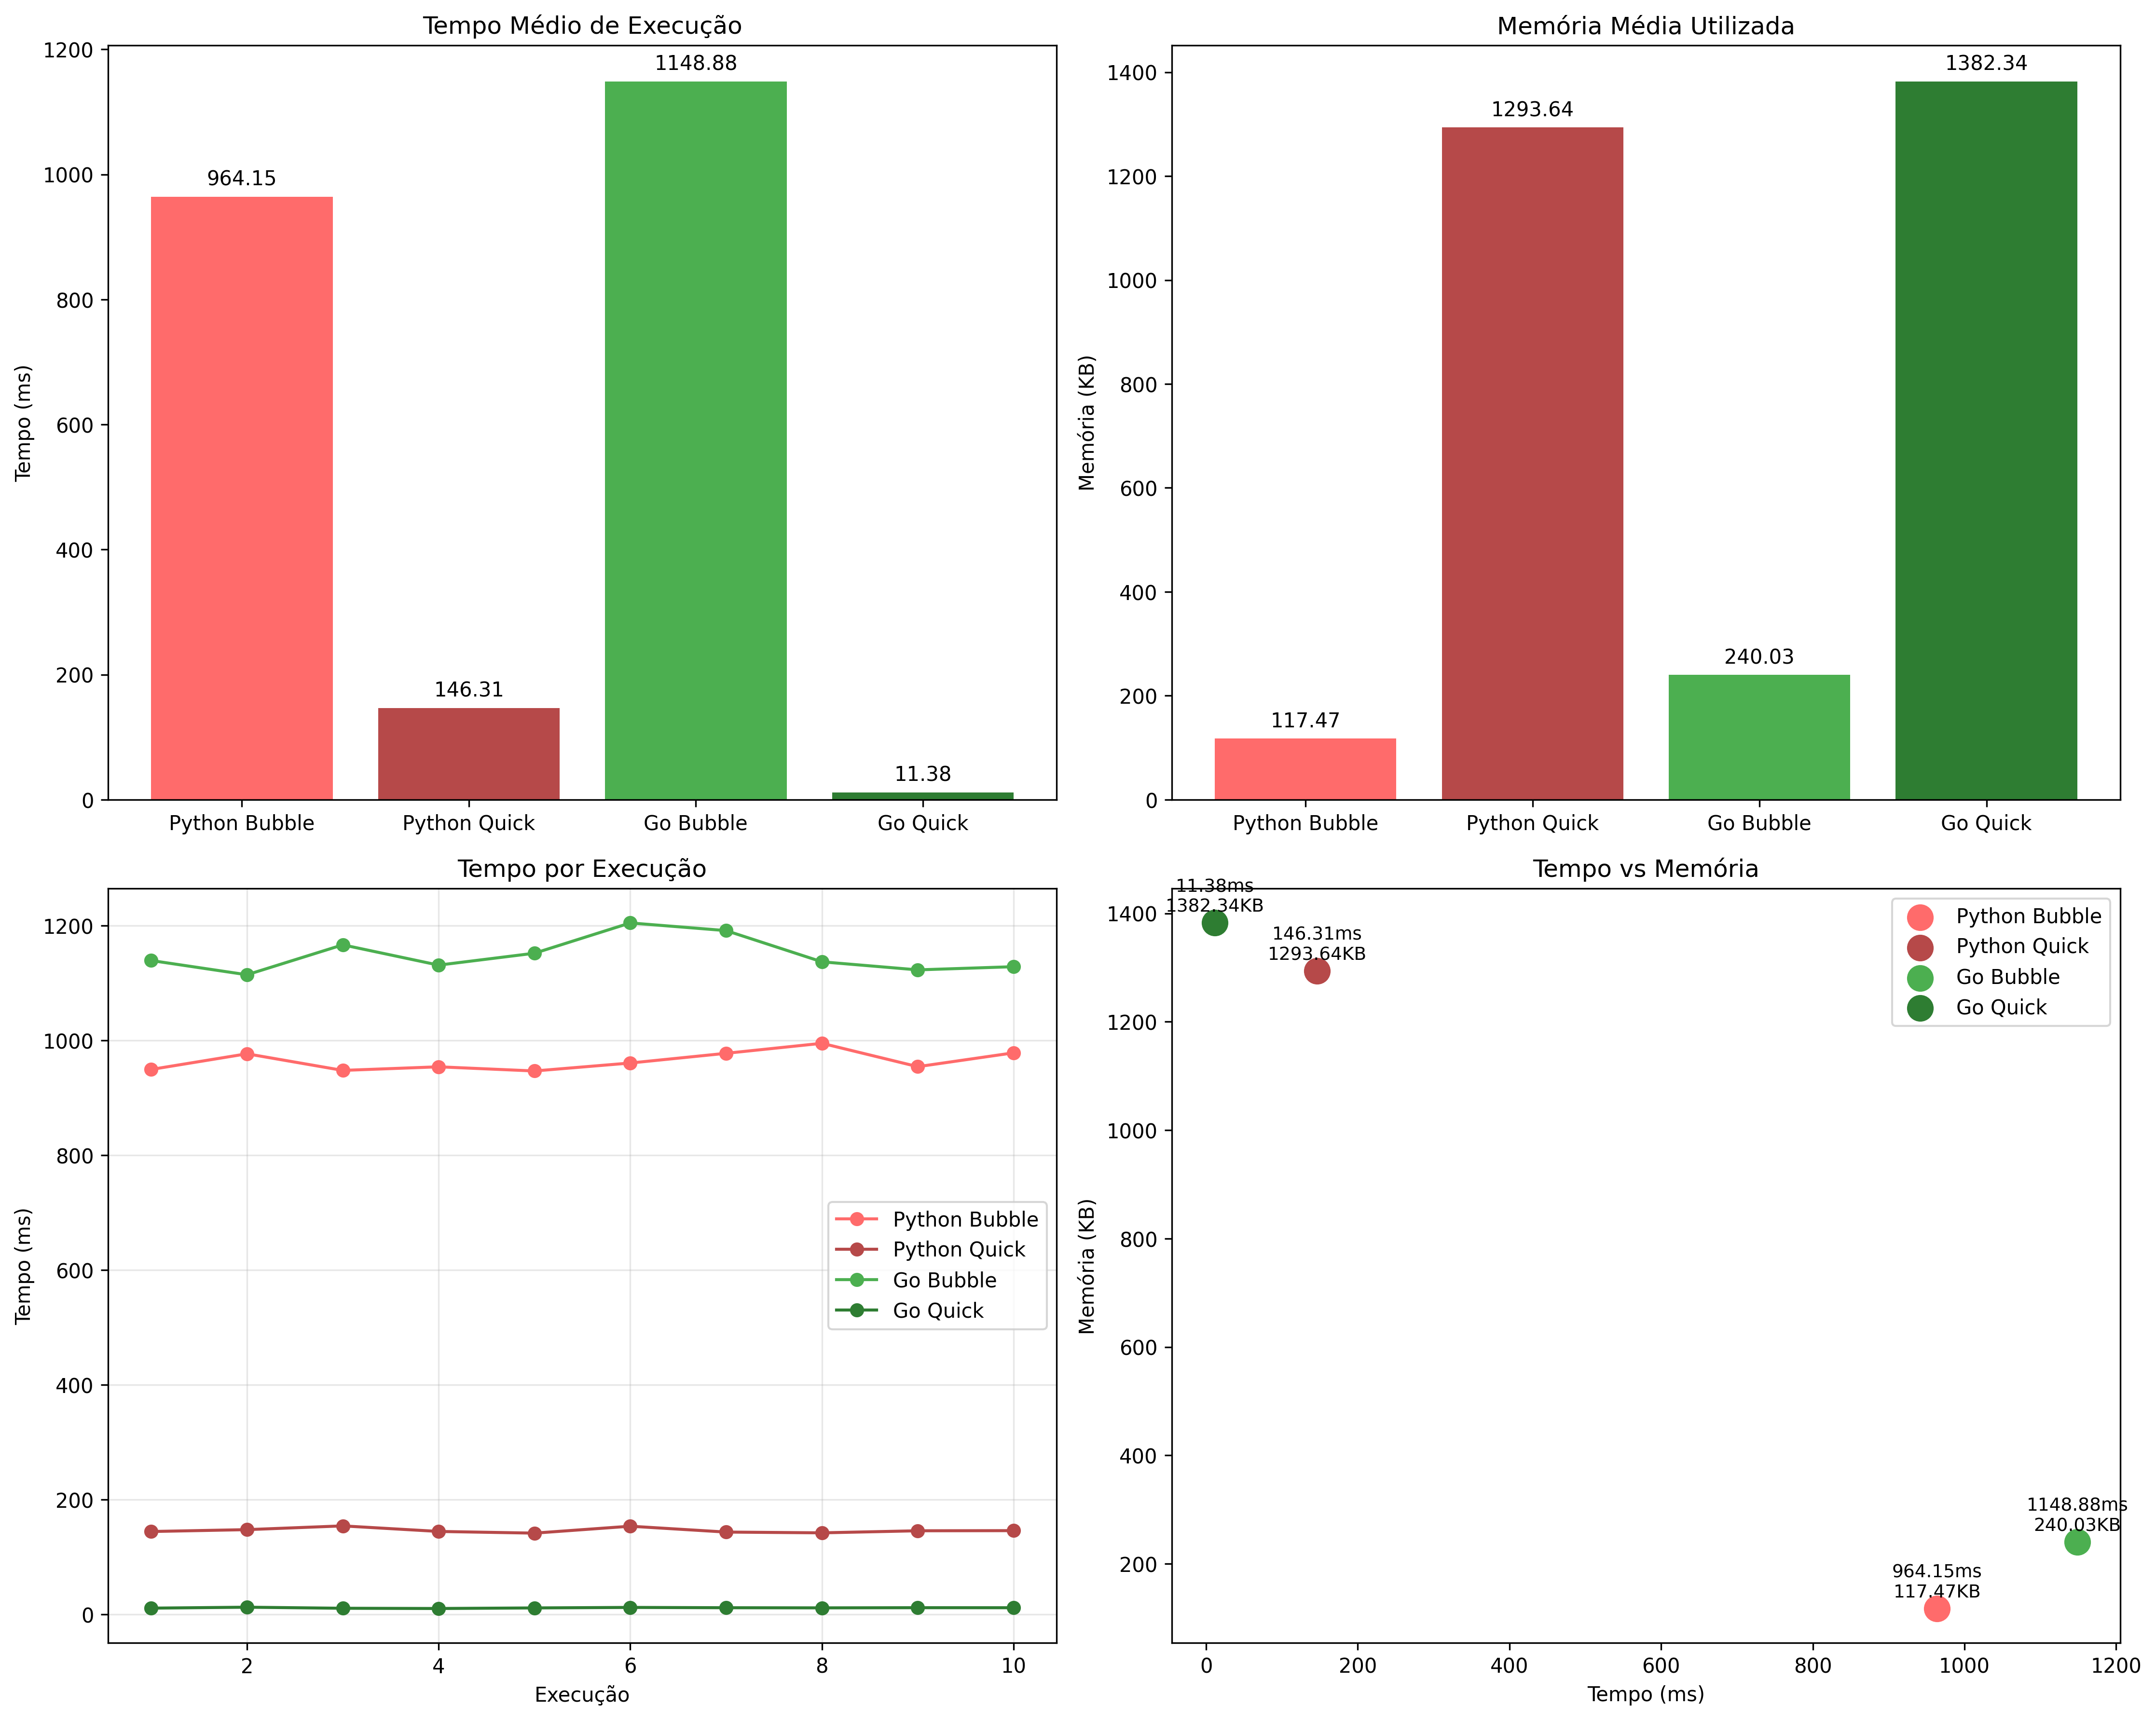 Tempo Médio de Execução
Tempo (ms)
1200
1000
800
600
400
200
0
964.15
146.31
1148.88
11.38
Python Bubble
Python Quick
Go Bubble
Go Quick
Memória Média Utilizada
Memória (KB)
1400
1200
1000
800
600
400
200
0
117.47
1293.64
240.03
1382.34
Python Bubble
Python Quick
Go Bubble
Go Quick
Tempo por Execução
Tempo (ms)
1200
1000
800
600
400
200
0
Python Bubble
Python Quick
Go Bubble
Go Quick
2
4
6
8
10
Execução
Tempo vs Memória
Memória (KB)
1400
1200
1000
800
600
400
200
11.38ms
1382.34KB
146.31ms
1293.64KB
Python Bubble
Python Quick
Go Bubble
Go Quick
1148.88ms
240.03KB
964.15ms
117.47KB
0
200
400
600
800
1000
1200
Tempo (ms)